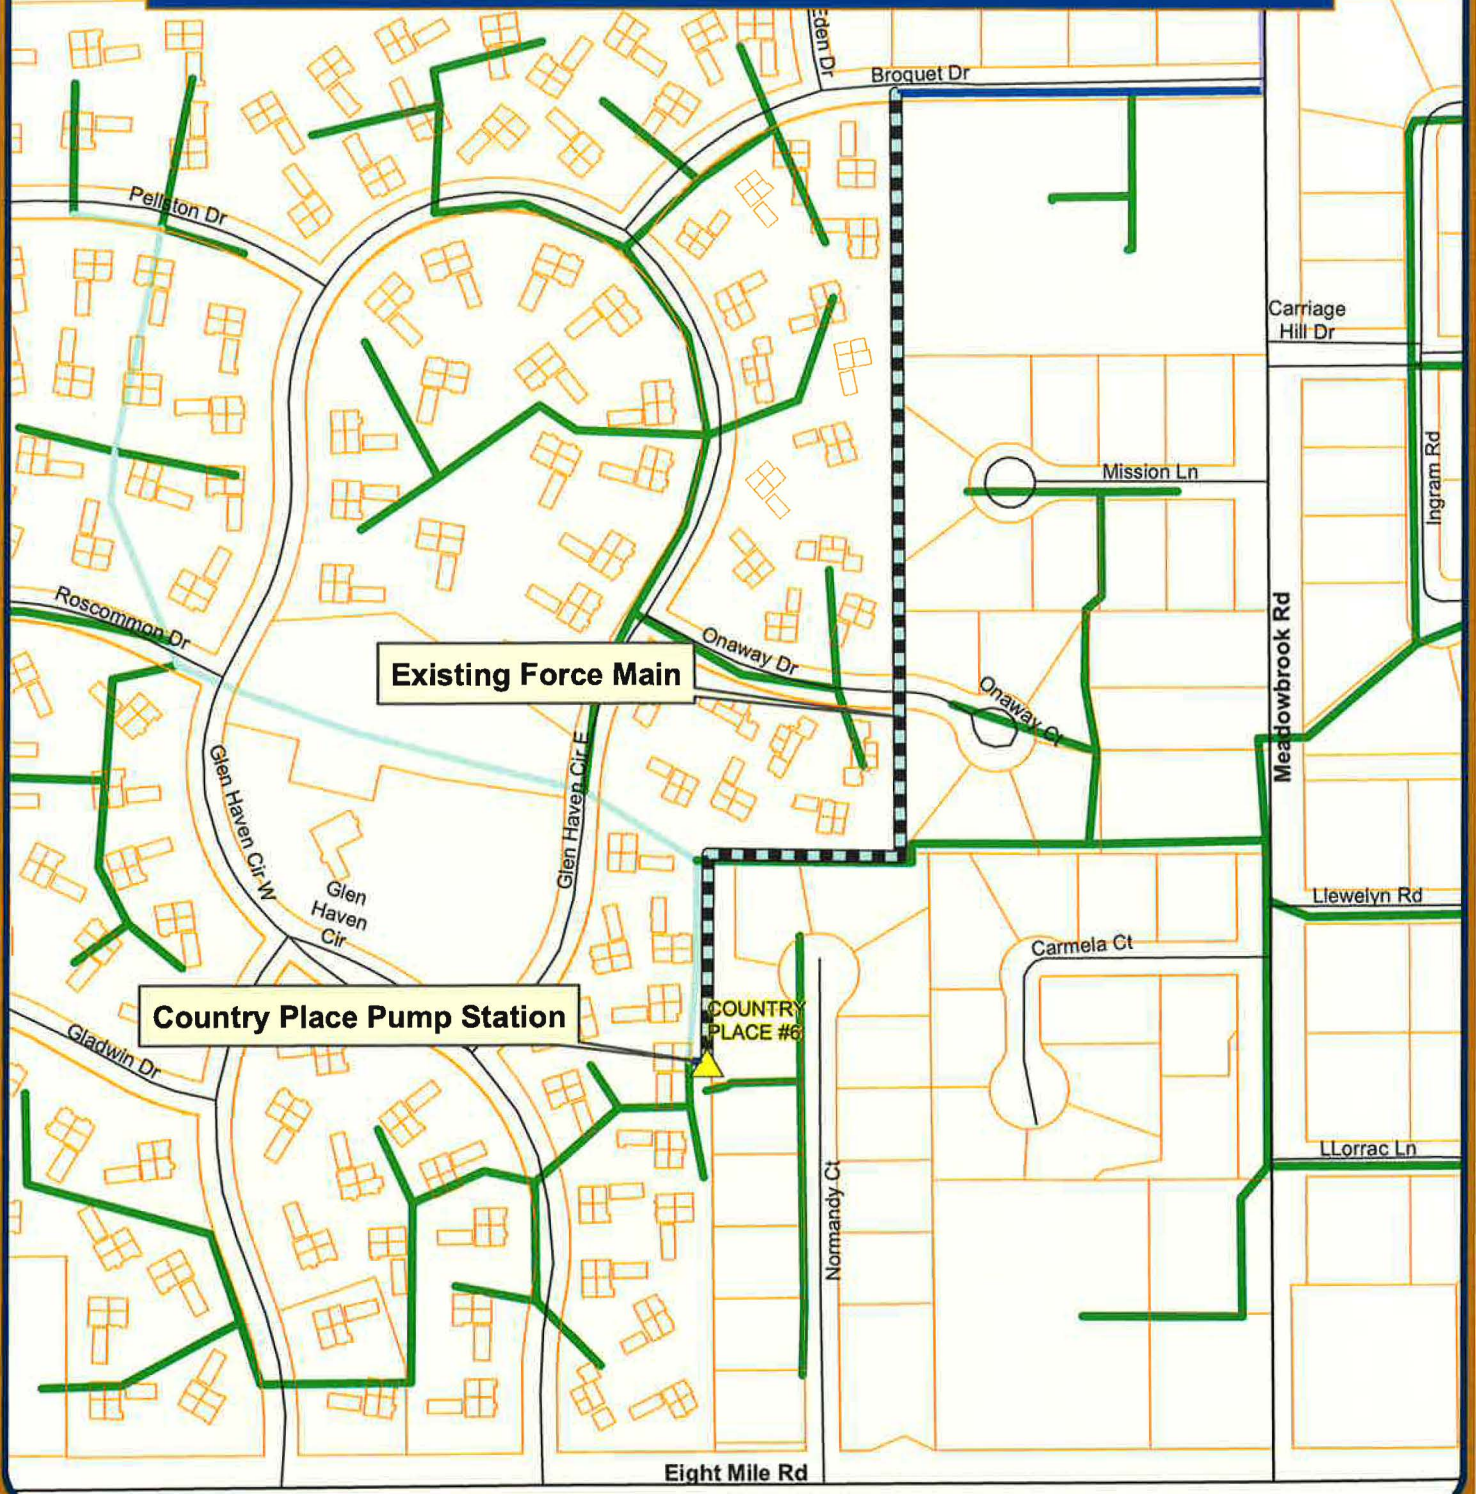 Eden Dr
Broquet Dr
Pellston Dr
Carriage
Hill Dr
Mission Ln
Ingram Rd
Roscommon Dr
Meadowbrook Rd
Onaway Dr
Existing Force Main
Onaway Ct
Glen Haven Cir W
Glen Haven Cir E
Glen
Haven
Cir
Llewelyn Rd
Carmela Ct
Country Place Pump Station
COUNTRY
PLACE #6
Gladwin Dr
LLorrac Ln
Normandy Ct
Eight Mile Rd